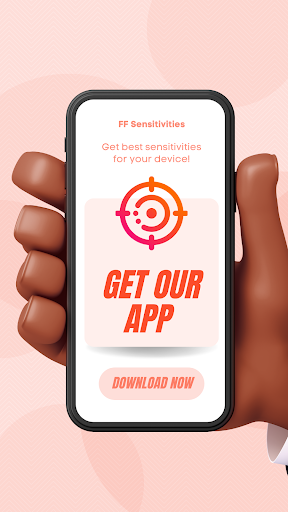 FF Sensitivities
Get best sensitivities
for your device!
GET OUR
APP
DOWNLOAD NOW